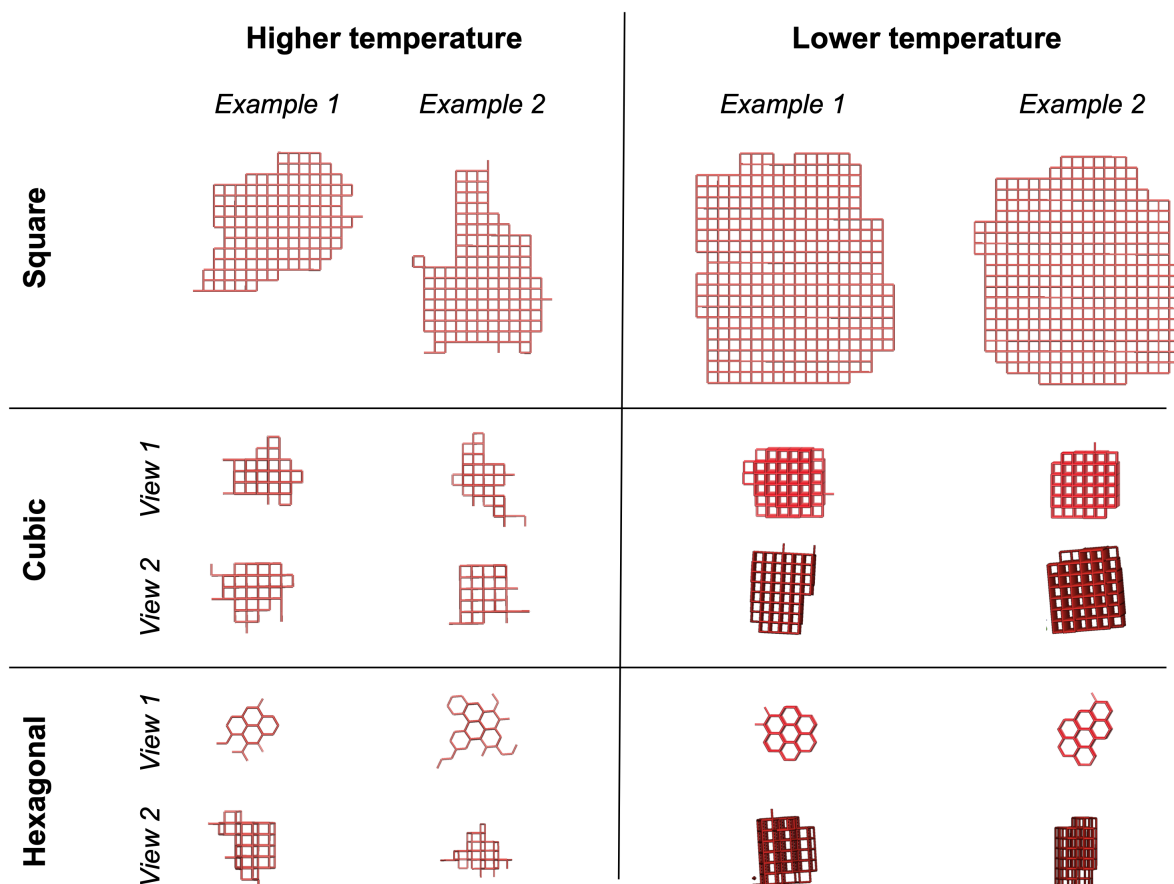 Higher temperature
Lower temperature
Example 1
Example 2
Example 1
Example 2
Square
Cubic
View 1
View 2
Hexagonal
View 1
View 2